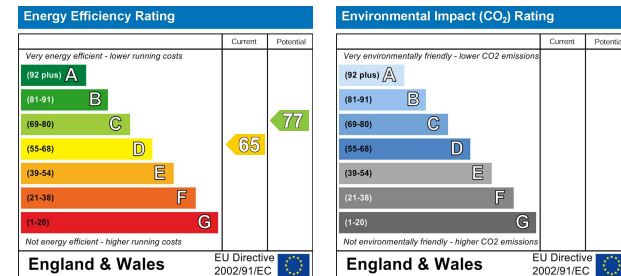 Energy Efficiency Rating
Current Potential
Very energy efficient - lower running costs
(92 plus) A
(81-91) B
(69-80) C
(55-68) D
(39-54) E
(21-38) F
(1-20) G
77
65
Not energy efficient - higher running costs
England & Wales
EU Directive
2002/91/EC
Environmental Impact (CO₂) Rating
Current Potentia
Very environmentally friendly - lower CO2 emissions
(92 plus) A
(81-91) B
(69-80) C
(55-68) D
(39-54) E
(21-38) F
(1-20) G
Not environmentally friendly - higher CO2 emissions
England & Wales
EU Directive
2002/91/EC